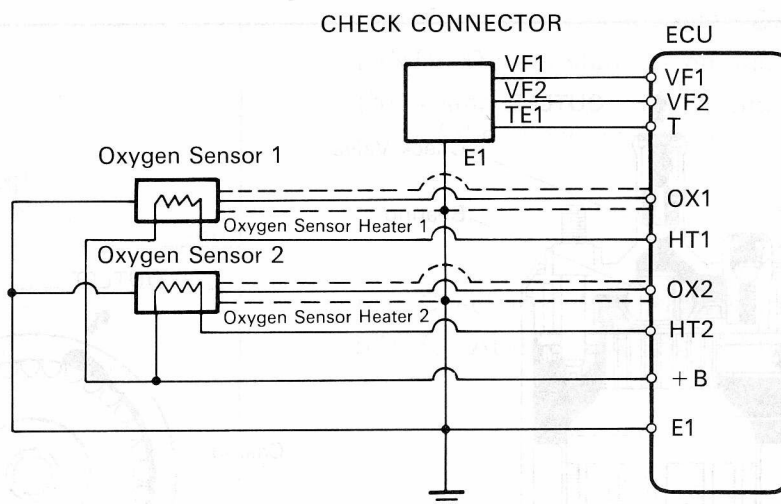 CHECK CONNECTOR
ECU
VF1
VF1
VF2
VF2
TE1
T
E1
Oxygen Sensor 1
OX1
Oxygen Sensor Heater 1
HT1
Oxygen Sensor 2
OX2
Oxygen Sensor Heater 2
HT2
+B
E1